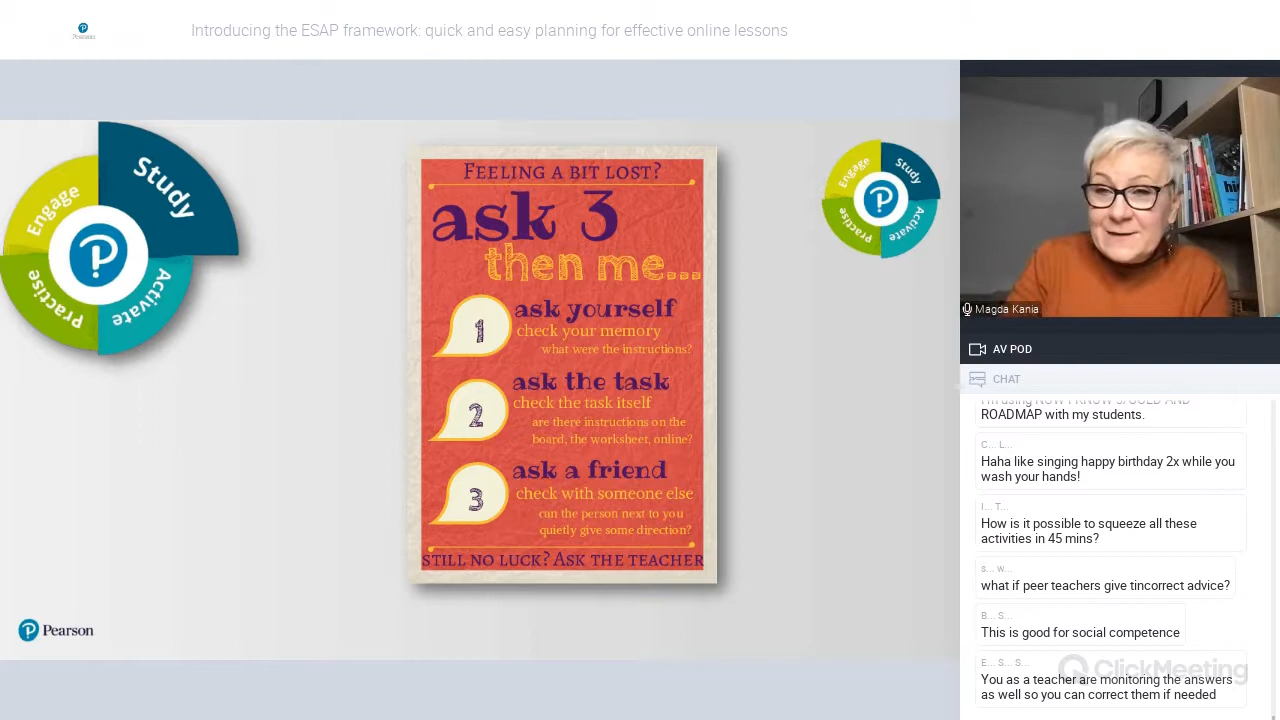 Pearson
Introducing the ESAP framework: quick and easy planning for effective online lessons
Engage
Study
Practise
Activate
FEELING A BIT LOST?
ask 3
then me...
1
ask yourself
check your memory
what were the instructions?
2
ask the task
check the task itself
are there instructions on the
board, the worksheet, online?
3
ask a friend
check with someone else
can the person next to you
quietly give some direction?
STILL NO LUCK? ASK THE TEACHER
Engage
Study
Practise
Activate
Pearson
Magda Kania
AV POD
CHAT
I'm using NOW I KNOW 3/GOLD AND
ROADMAP with my students.
C... L...
Haha like singing happy birthday 2x while you
wash your hands!
I... T...
How is it possible to squeeze all these
activities in 45 mins?
s... w...
what if peer teachers give tincorrect advice?
B... S...
This is good for social competence
E... S... S...
You as a teacher are monitoring the answers
as well so you can correct them if needed
ClickMeeting